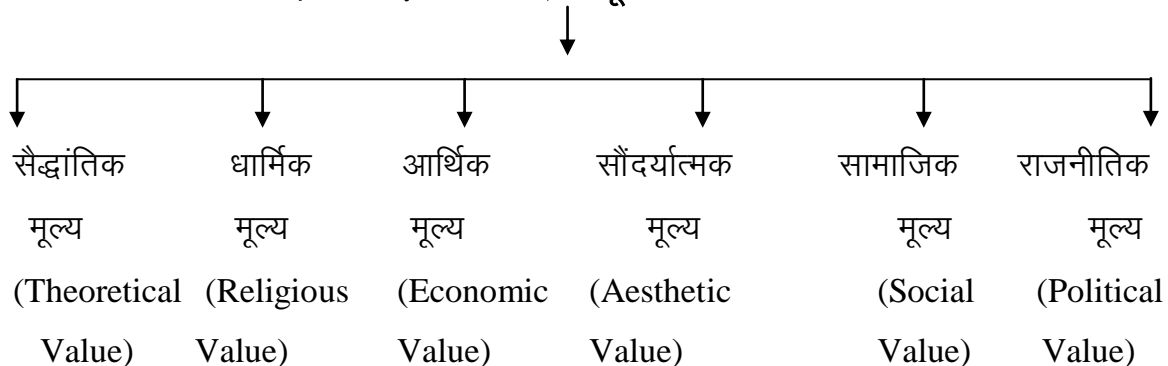 सैद्धांतिक धार्मिक आर्थिक सौंदर्यात्मक सामाजिक राजनीतिक
मूल्य मूल्य मूल्य मूल्य मूल्य मूल्य
(Theoretical (Religious (Economic (Aesthetic (Social (Political
Value) Value) Value) Value) Value) Value)